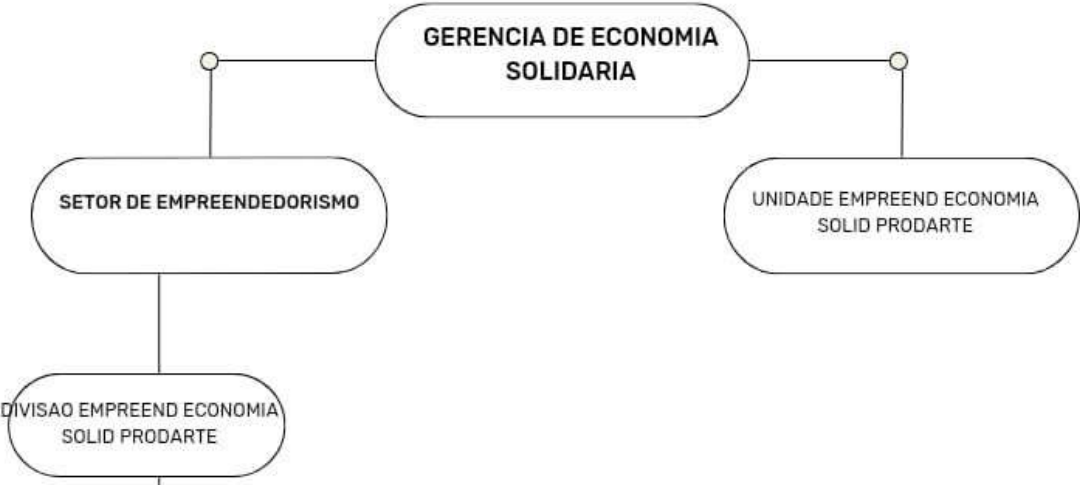 GERENCIA DE ECONOMIA
SOLIDARIA
SETOR DE EMPREENDEDORISMO
UNIDADE EMPREEND ECONOMIA
SOLID PRODARTE
DIVISAO EMPREEND ECONOMIA
SOLID PRODARTE